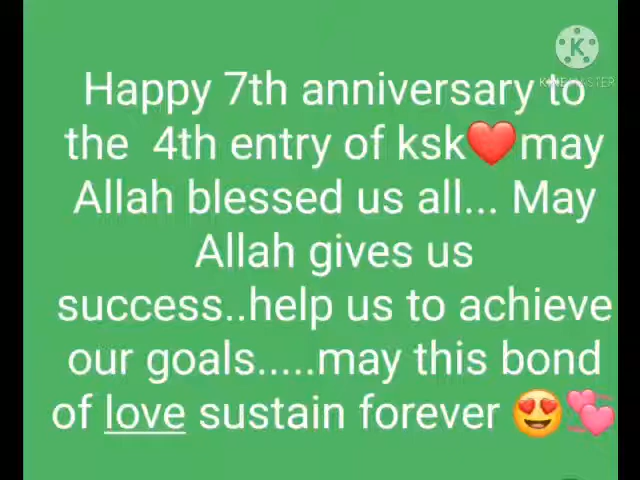 K
KINEMASTER
Happy 7th anniversary to
the 4th entry of ksk❤️may
Allah blessed us all... May
Allah gives us
success..help us to achieve
our goals.....may this bond
of love sustain forever 😍💞